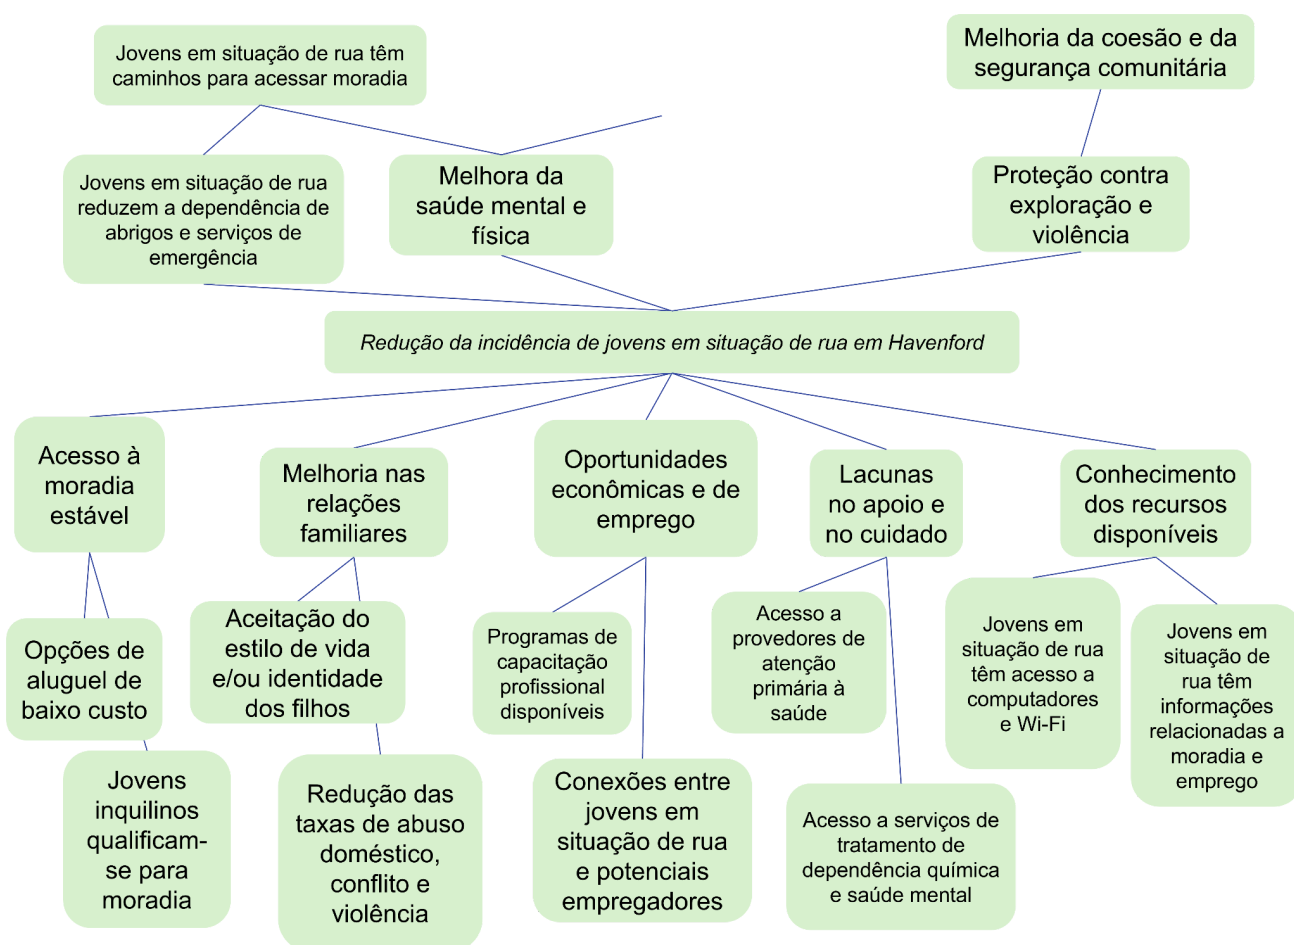 Jovens em situação de rua têm
caminhos para acessar moradia
Melhoria da coesão e da
segurança comunitária
Jovens em situação de rua
reduzem a dependência de
abrigos e serviços de
emergência
Melhora da
saúde mental e
física
Proteção contra
exploração e
violência
Redução da incidência de jovens em situação de rua em Havenford
Acesso à
moradia
estável
Melhoria nas
relações
familiares
Oportunidades
econômicas e de
emprego
Lacunas
no apoio e
no cuidado
Conhecimento
dos recursos
disponíveis
Opções de
aluguel de
baixo custo
Jovens
inquilinos
qualificam-
se para
moradia
Aceitação do
estilo de vida
e/ou identidade
dos filhos
Redução das
taxas de abuso
doméstico,
conflito e
violência
Programas de
capacitação
profissional
disponíveis
Conexões entre
jovens em
situação de rua
e potenciais
empregadores
Acesso a
provedores de
atenção
primária à
saúde
Acesso a serviços de
tratamento de
dependência química
e saúde mental
Jovens em
situação de rua
têm acesso a
computadores
e Wi-Fi
Jovens em
situação de
rua têm
informações
relacionadas a
moradia e
emprego